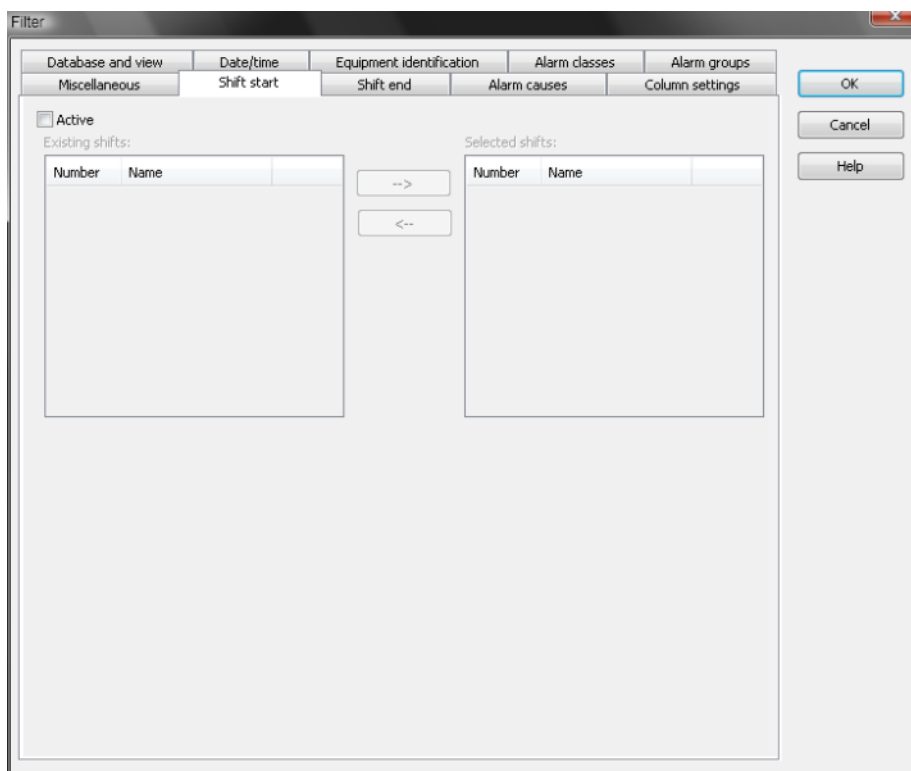 Filter
Database and view Date/time Equipment identification Alarm classes Alarm groups
Miscellaneous Shift start Shift end Alarm causes Column settings
OK
Active
Cancel
Existing shifts: Selected shifts:
Help
Number Name --> Number Name
<--